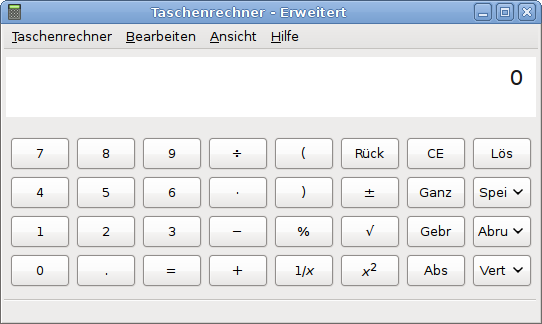 Taschenrechner - Erweitert
Taschenrechner Bearbeiten Ansicht Hilfe
0
7 8 9 ÷ ( Rück CE Lös
4 5 6 · ) ± Ganz Spei
1 2 3 − % √ Gebr Abru
0 . = + 1/x x² Abs Vert